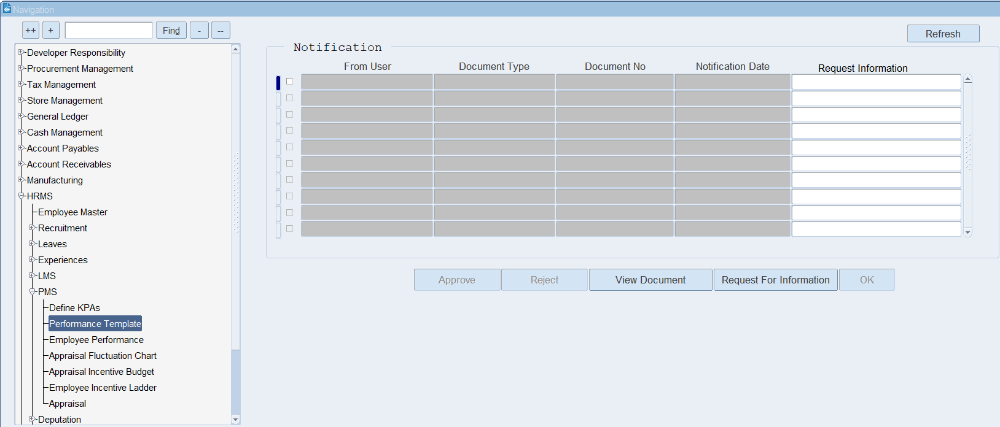 Navigation
++ + Find - --
Refresh
Developer Responsibility
Procurement Management
Tax Management
Store Management
General Ledger
Cash Management
Account Payables
Account Receivables
Manufacturing
HRMS
Employee Master
Recruitment
Leaves
Experiences
LMS
PMS
Define KPAs
Performance Template
Employee Performance
Appraisal Fluctuation Chart
Appraisal Incentive Budget
Employee Incentive Ladder
Appraisal
Deputation
Notification
From User Document Type Document No Notification Date Request Information
Approve Reject View Document Request For Information OK